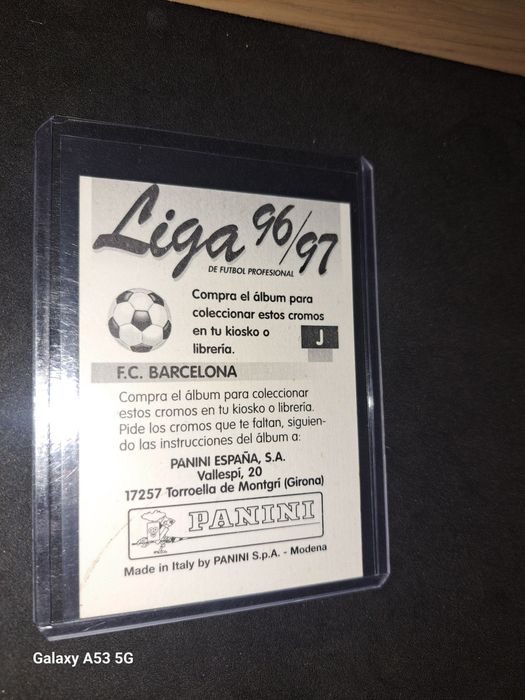 Liga 96/97
DE FUTBOL PROFESIONAL
Compra el álbum para
coleccionar estos cromos
en tu kiosko o
librería.
J
F.C. BARCELONA
Compra el álbum para coleccionar
estos cromos en tu kiosko o librería.
Pide los cromos que te faltan, siguien-
do las instrucciones del álbum a:
PANINI ESPAÑA, S.A.
Vallespí, 20
17257 Torroella de Montgrí (Girona)
PANINI
Made in Italy by PANINI S.p.A. - Modena
Galaxy A53 5G